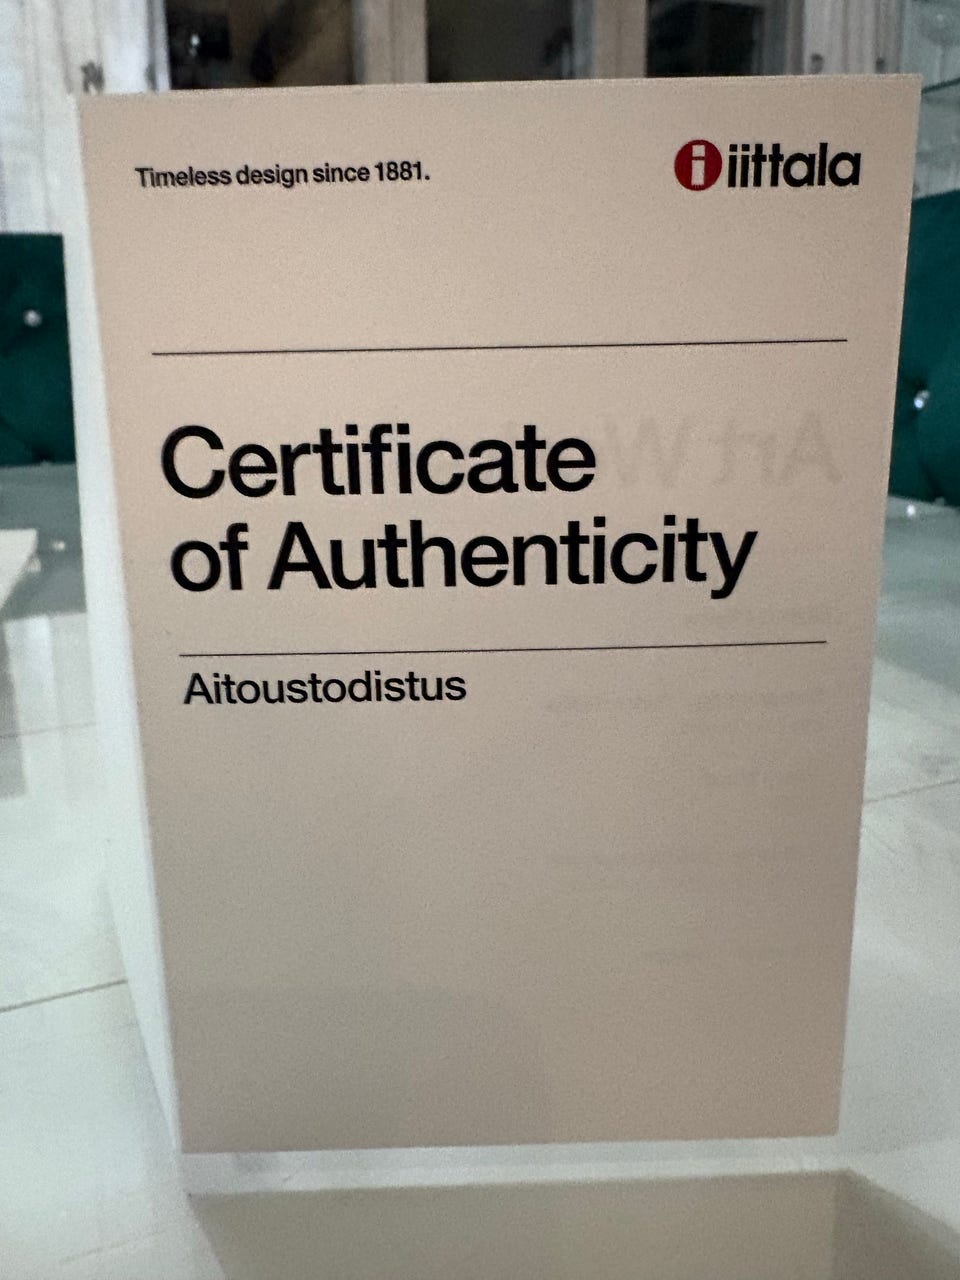 Timeless design since 1881.
iittala
Certificate
of Authenticity
Aitoustodistus